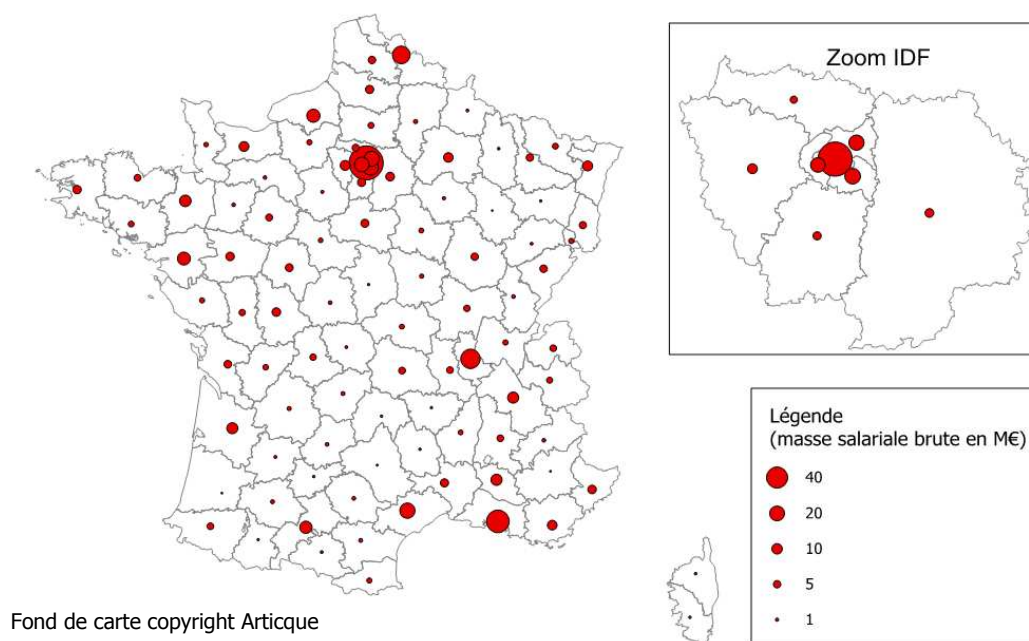 Zoom IDF
Légende
(masse salariale brute en M€)
40
20
10
5
1
Fond de carte copyright Articque